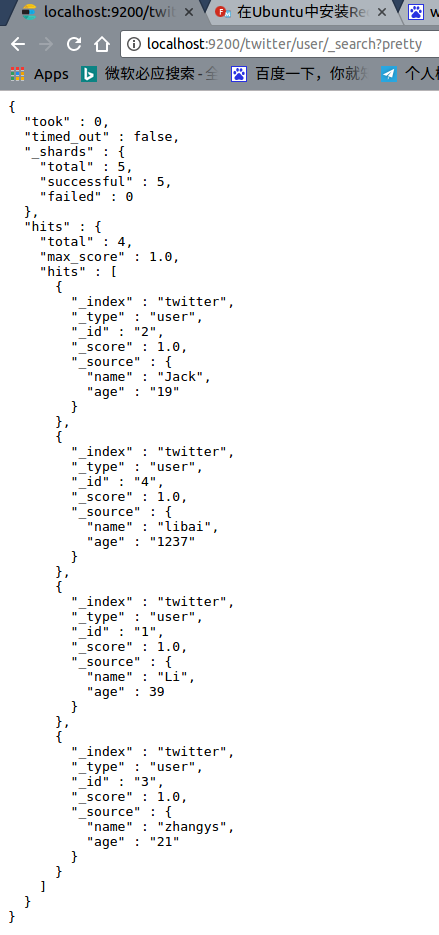 localhost:9200/twit
在Ubuntu中安装Re
w
localhost:9200/twitter/user/_search?pretty
Apps
微软必应搜索 - 全
百度一下，你就知
个人
{
"took" : 0,
"timed_out" : false,
"_shards" : {
"total" : 5,
"successful" : 5,
"failed" : 0
},
"hits" : {
"total" : 4,
"max_score" : 1.0,
"hits" : [
{
"_index" : "twitter",
"_type" : "user",
"_id" : "2",
"_score" : 1.0,
"_source" : {
"name" : "Jack",
"age" : "19"
}
},
{
"_index" : "twitter",
"_type" : "user",
"_id" : "4",
"_score" : 1.0,
"_source" : {
"name" : "libai",
"age" : "1237"
}
},
{
"_index" : "twitter",
"_type" : "user",
"_id" : "1",
"_score" : 1.0,
"_source" : {
"name" : "Li",
"age" : 39
}
},
{
"_index" : "twitter",
"_type" : "user",
"_id" : "3",
"_score" : 1.0,
"_source" : {
"name" : "zhangys",
"age" : "21"
}
}
]
}
}